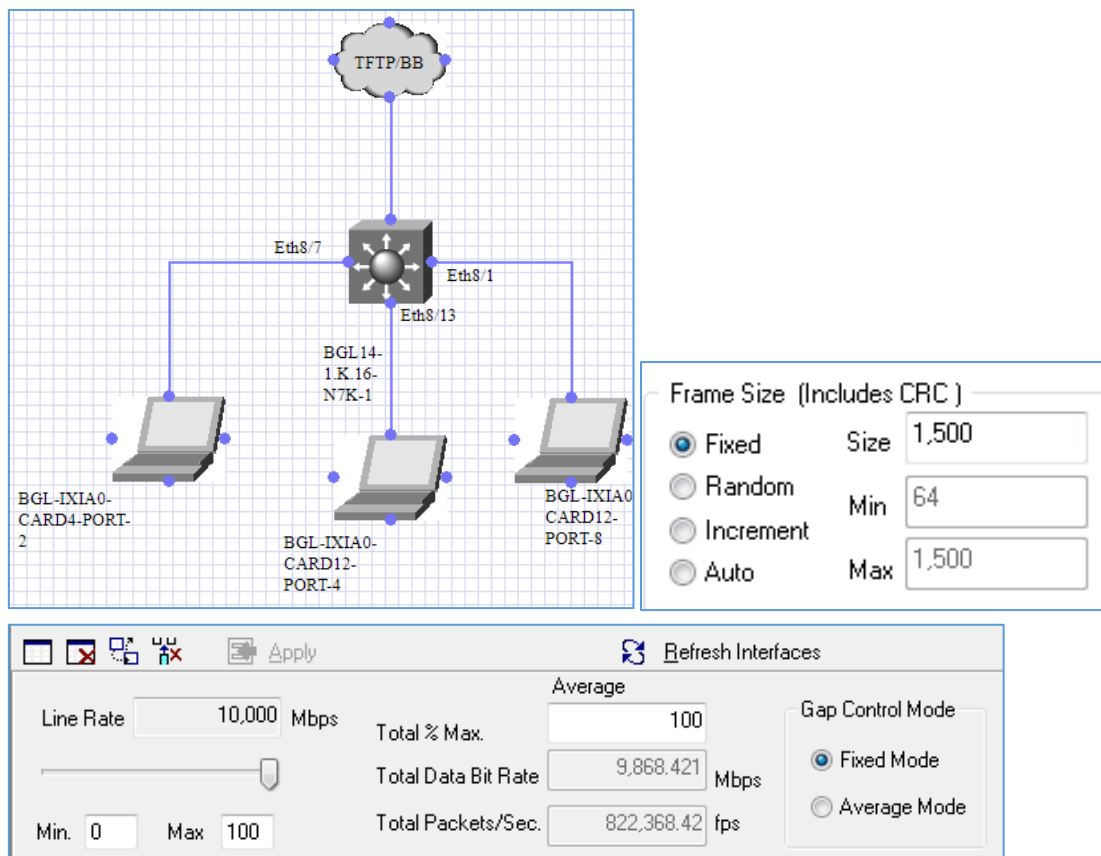 TFTP/BB
Eth8/7
Eth8/1
Eth8/13
BGL14-
1.K.16-
N7K-1
BGL-IXIA0-
CARD4-PORT-
2
BGL-IXIA0-
CARD12-
PORT-4
BGL-IXIA0
CARD12-
PORT-8
Frame Size (Includes CRC )
Fixed
Size 1,500
Random
Min 64
Increment
Auto
Max 1,500
Apply
Refresh Interfaces
Average
Line Rate 10,000 Mbps
Total % Max. 100
Total Data Bit Rate 9,868.421 Mbps
Total Packets/Sec. 822,368.42 fps
Min. 0 Max 100
Gap Control Mode
Fixed Mode
Average Mode